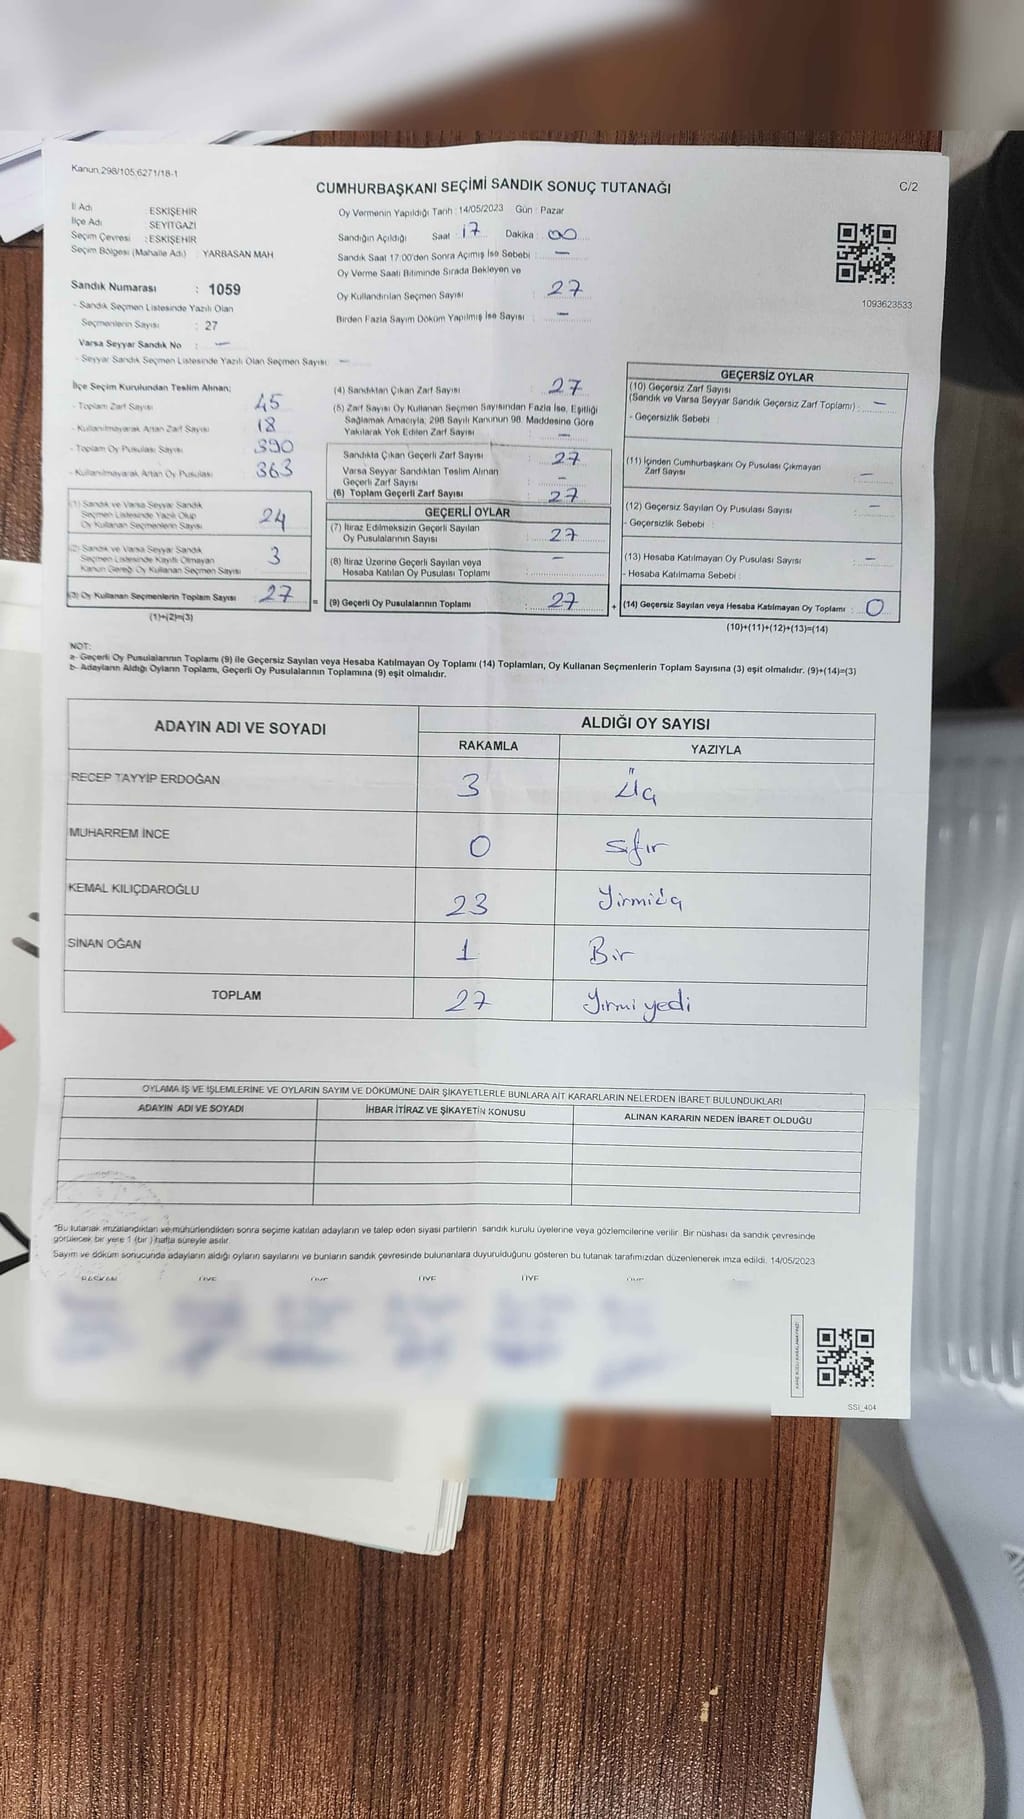 Kanun,298/105,6271/18-1
C/2
CUMHURBAŞKANI SEÇİMİ SANDIK SONUÇ TUTANAĞI
İl Adı ESKİŞEHİR
İlçe Adı SEYİTGAZİ
Seçim Çevresi : ESKİŞEHİR
Seçim Bölgesi (Mahalle Adı) : YARBASAN MAH
Sandık Numarası : 1059
- Sandık Seçmen Listesinde Yazılı Olan
Seçmenlerin Sayısı : 27
Varsa Seyyar Sandık No : —
- Seyyar Sandık Seçmen Listesinde Yazılı Olan Seçmen Sayısı : —
Oy Vermenin Yapıldığı Tarih : 14/05/2023 Gün : Pazar
Sandığın Açıldığı Saat : 17 Dakika : 00
Sandık Saat 17:00'den Sonra Açımış İse Sebebi : —
Oy Verme Saati Bitiminde Sırada Bekleyen ve
Oy Kullandırılan Seçmen Sayısı : 27
Birden Fazla Sayım Döküm Yapılmış İse Sayısı : —
1093623533
İlçe Seçim Kurulundan Teslim Alınan;
- Toplam Zarf Sayısı 45
- Kullanılmayarak Artan Zarf Sayısı 18
- Toplam Oy Pusulası Sayısı 390
- Kullanılmayarak Artan Oy Pusulası 363
(1) Sandık ve Varsa Seyyar Sandık
Seçmen Listesinde Yazılı Olup
Oy Kullanan Seçmenlerin Sayısı 24
(2) Sandık ve Varsa Seyyar Sandık
Seçmen Listesinde Kayıtlı Olmayan
Kanun Gereği Oy Kullanan Seçmen Sayısı 3
(3) Oy Kullanan Seçmenlerin Toplam Sayısı 27
(1)+(2)=(3)
(4) Sandıktan Çıkan Zarf Sayısı : 27
(5) Zarf Sayısı Oy Kullanan Seçmen Sayısından Fazla İse, Eşitliği
Sağlamak Amacıyla, 298 Sayılı Kanunun 98. Maddesine Göre
Yakılarak Yok Edilen Zarf Sayısı : —
Sandıkta Çıkan Geçerli Zarf Sayısı : 27
Varsa Seyyar Sandıktan Teslim Alınan
Geçerli Zarf Sayısı : —
(6) Toplam Geçerli Zarf Sayısı : 27
GEÇERLİ OYLAR
(7) İtiraz Edilmeksizin Geçerli Sayılan
Oy Pusulalarının Sayısı : 27
(8) İtiraz Üzerine Geçerli Sayılan veya
Hesaba Katılan Oy Pusulası Toplamı : —
= (9) Geçerli Oy Pusulalarının Toplamı : 27
GEÇERSİZ OYLAR
(10) Geçersiz Zarf Sayısı
(Sandık ve Varsa Seyyar Sandık Geçersiz Zarf Toplamı) : —
- Geçersizlik Sebebi :
(11) İçinden Cumhurbaşkanı Oy Pusulası Çıkmayan
Zarf Sayısı : —
(12) Geçersiz Sayılan Oy Pusulası Sayısı : —
- Geçersizlik Sebebi :
(13) Hesaba Katılmayan Oy Pusulası Sayısı : —
- Hesaba Katılmama Sebebi :
+ (14) Geçersiz Sayılan veya Hesaba Katılmayan Oy Toplamı : 0
(10)+(11)+(12)+(13)=(14)
NOT:
a- Geçerli Oy Pusulalarının Toplamı (9) ile Geçersiz Sayılan veya Hesaba Katılmayan Oy Toplamı (14) Toplamları, Oy Kullanan Seçmenlerin Toplam Sayısına (3) eşit olmalıdır. (9)+(14)=(3)
b- Adayların Aldığı Oyların Toplamı, Geçerli Oy Pusulalarının Toplamına (9) eşit olmalıdır.
ADAYIN ADI VE SOYADI ALDIĞI OY SAYISI
RAKAMLA YAZIYLA
RECEP TAYYİP ERDOĞAN 3 Üç
MUHARREM İNCE 0 sıfır
KEMAL KILIÇDAROĞLU 23 Yirmiüç
SİNAN OĞAN 1 Bir
TOPLAM 27 Yirmi yedi
OYLAMA İŞ VE İŞLEMLERİNE VE OYLARIN SAYIM VE DÖKÜMÜNE DAİR ŞİKAYETLERLE BUNLARA AİT KARARLARIN NELERDEN İBARET BULUNDUKLARI
ADAYIN ADI VE SOYADI İHBAR İTİRAZ VE ŞİKAYETİN KONUSU ALINAN KARARIN NEDEN İBARET OLDUĞU
*Bu tutanak imzalandıktan ve mühürlendikten sonra seçime katılan adayların ve talep eden siyasi partilerin sandık kurulu üyelerine veya gözlemcilerine verilir. Bir nüshası da sandık çevresinde
görülecek bir yere 1 (bir) hafta süreyle asılır.
Sayım ve döküm sonucunda adayların aldığı oyların sayılarını ve bunların sandık çevresinde bulunanlara duyurulduğunu gösteren bu tutanak tarafımızdan düzenlenerek imza edildi. 14/05/2023
BAŞKAN ÜYE ÜYE ÜYE ÜYE ÜYE
SSİ_404